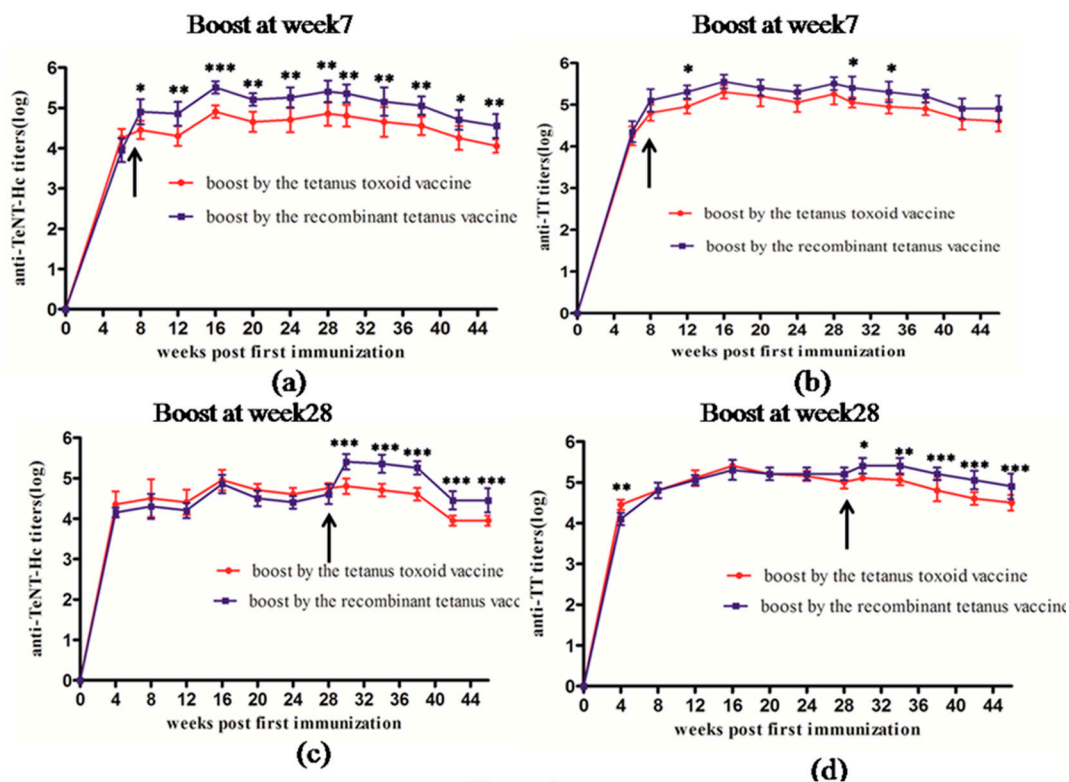 Boost at week7
anti-TeNT-Hc titers(log)
6
5
4
3
2
1
0
* ** *** ** ** ** ** ** ** * **
boost by the tetanus toxoid vaccine
boost by the recombinant tetanus vaccine
0 4 8 12 16 20 24 28 32 36 40 44
weeks post first immunization
(a)
Boost at week7
anti-TT titers(log)
6
5
4
3
2
1
0
* * *
boost by the tetanus toxoid vaccine
boost by the recombinant tetanus vaccine
0 4 8 12 16 20 24 28 32 36 40 44
weeks post first immunization
(b)
Boost at week28
anti-TeNT-Hc titers(log)
6
5
4
3
2
1
0
*** *** *** *** ***
boost by the tetanus toxoid vaccine
boost by the recombinant tetanus vacc
0 4 8 12 16 20 24 28 32 36 40 44
weeks post first immunization
(c)
Boost at week28
anti-TT titers(log)
6
5
4
3
2
1
0
** * ** *** *** ***
boost by the tetanus toxoid vaccine
boost by the recombinant tetanus vaccine
0 4 8 12 16 20 24 28 32 36 40 44
weeks post first immunization
(d)